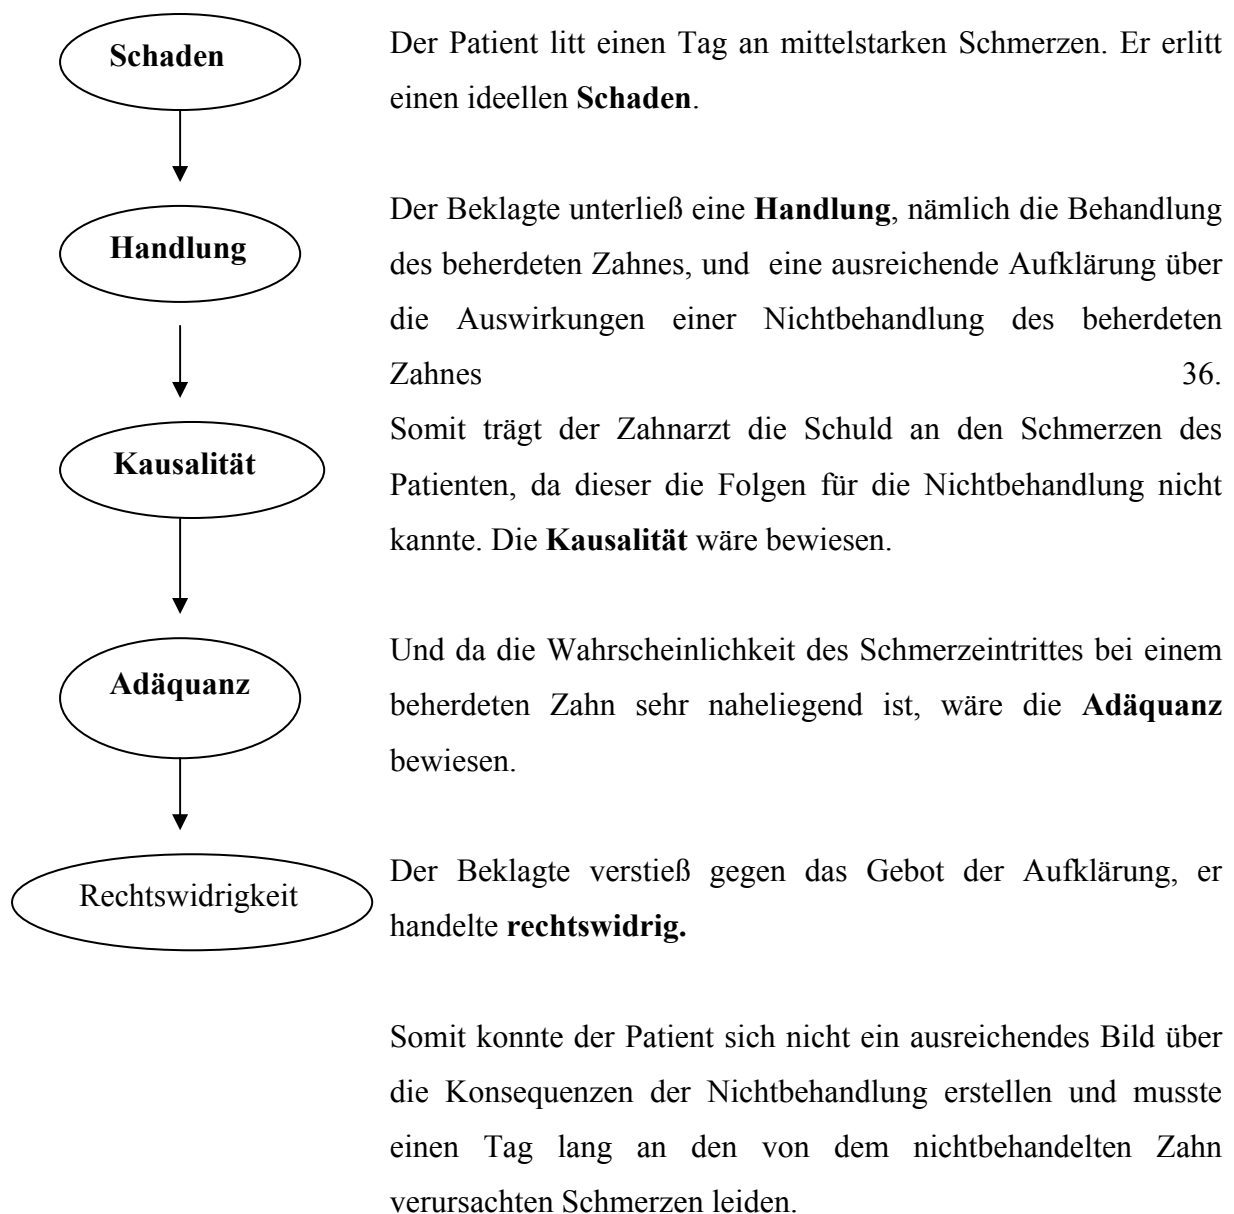 Schaden
Der Patient litt einen Tag an mittelstarken Schmerzen. Er erlitt
einen ideellen Schaden.
Handlung
Der Beklagte unterließ eine Handlung, nämlich die Behandlung
des beherdeten Zahnes, und eine ausreichende Aufklärung über
die Auswirkungen einer Nichtbehandlung des beherdeten
Zahnes 36.
Kausalität
Somit trägt der Zahnarzt die Schuld an den Schmerzen des
Patienten, da dieser die Folgen für die Nichtbehandlung nicht
kannte. Die Kausalität wäre bewiesen.
Adäquanz
Und da die Wahrscheinlichkeit des Schmerzeintrittes bei einem
beherdeten Zahn sehr naheliegend ist, wäre die Adäquanz
bewiesen.
Rechtswidrigkeit
Der Beklagte verstieß gegen das Gebot der Aufklärung, er
handelte rechtswidrig.
Somit konnte der Patient sich nicht ein ausreichendes Bild über
die Konsequenzen der Nichtbehandlung erstellen und musste
einen Tag lang an den von dem nichtbehandelten Zahn
verursachten Schmerzen leiden.